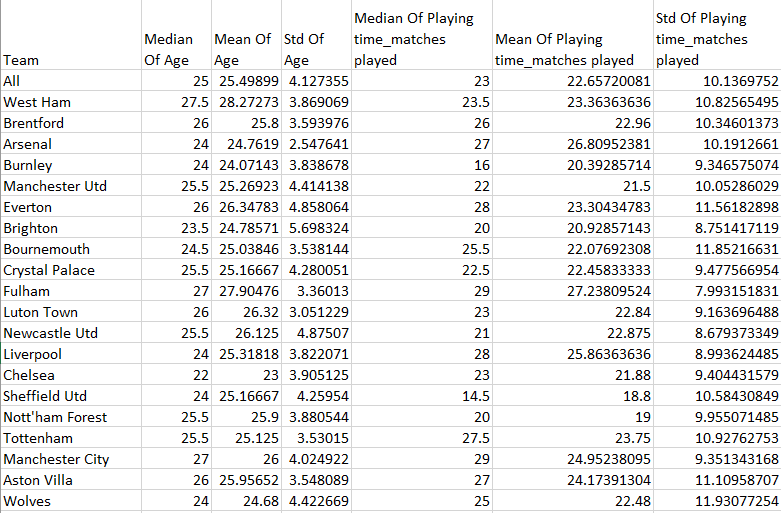 Team Median Of Age Mean Of Age Std Of Age Median Of Playing time_matches played Mean Of Playing time_matches played Std Of Playing time_matches played
All 25 25.49899 4.127355 23 22.65720081 10.1369752
West Ham 27.5 28.27273 3.869069 23.5 23.36363636 10.82565495
Brentford 26 25.8 3.593976 26 22.96 10.34601373
Arsenal 24 24.7619 2.547641 27 26.80952381 10.1912661
Burnley 24 24.07143 3.838678 16 20.39285714 9.346575074
Manchester Utd 25.5 25.26923 4.414138 22 21.5 10.05286029
Everton 26 26.34783 4.858064 28 23.30434783 11.56182898
Brighton 23.5 24.78571 5.698324 20 20.92857143 8.751417119
Bournemouth 24.5 25.03846 3.538144 25.5 22.07692308 11.85216631
Crystal Palace 25.5 25.16667 4.280051 22.5 22.45833333 9.477566954
Fulham 27 27.90476 3.36013 29 27.23809524 7.993151831
Luton Town 26 26.32 3.051229 23 22.84 9.163696488
Newcastle Utd 25.5 26.125 4.87507 21 22.875 8.679373349
Liverpool 24 25.31818 3.822071 28 25.86363636 8.993624485
Chelsea 22 23 3.905125 23 21.88 9.404431579
Sheffield Utd 24 25.16667 4.25954 14.5 18.8 10.58430849
Nott'ham Forest 25.5 25.9 3.880544 20 19 9.955071485
Tottenham 25.5 25.125 3.53015 27.5 23.75 10.92762753
Manchester City 27 26 4.024922 29 24.95238095 9.351343168
Aston Villa 26 25.95652 3.548089 27 24.17391304 11.10958707
Wolves 24 24.68 4.422669 25 22.48 11.93077254